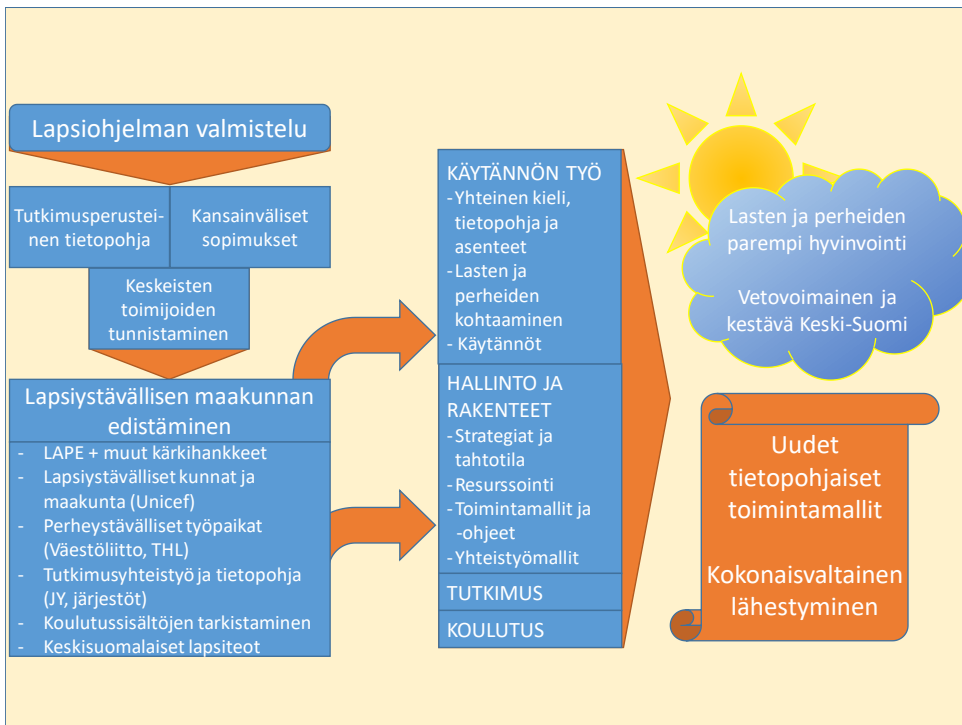 Lapsiohjelman valmistelu
Tutkimusperustei-
nen tietopohja
Kansainväliset
sopimukset
Keskeisten
toimijoiden
tunnistaminen
Lapsiystävällisen maakunnan
edistäminen
- LAPE + muut kärkihankkeet
- Lapsiystävälliset kunnat ja
maakunta (Unicef)
- Perheystävälliset työpaikat
(Väestöliitto, THL)
- Tutkimusyhteistyö ja tietopohja
(JY, järjestöt)
- Koulutussisältöjen tarkistaminen
- Keskisuomalaiset lapsiteot
KÄYTÄNNÖN TYÖ
- Yhteinen kieli,
tietopohja ja
asenteet
- Lasten ja
perheiden
kohtaaminen
- Käytännöt
HALLINTO JA
RAKENTEET
- Strategiat ja
tahtotila
- Resurssointi
- Toimintamallit ja
-ohjeet
- Yhteistyömallit
TUTKIMUS
KOULUTUS
Lasten ja perheiden
parempi hyvinvointi
Vetovoimainen ja
kestävä Keski-Suomi
Uudet
tietopohjaiset
toimintamallit
Kokonaisvaltainen
lähestyminen